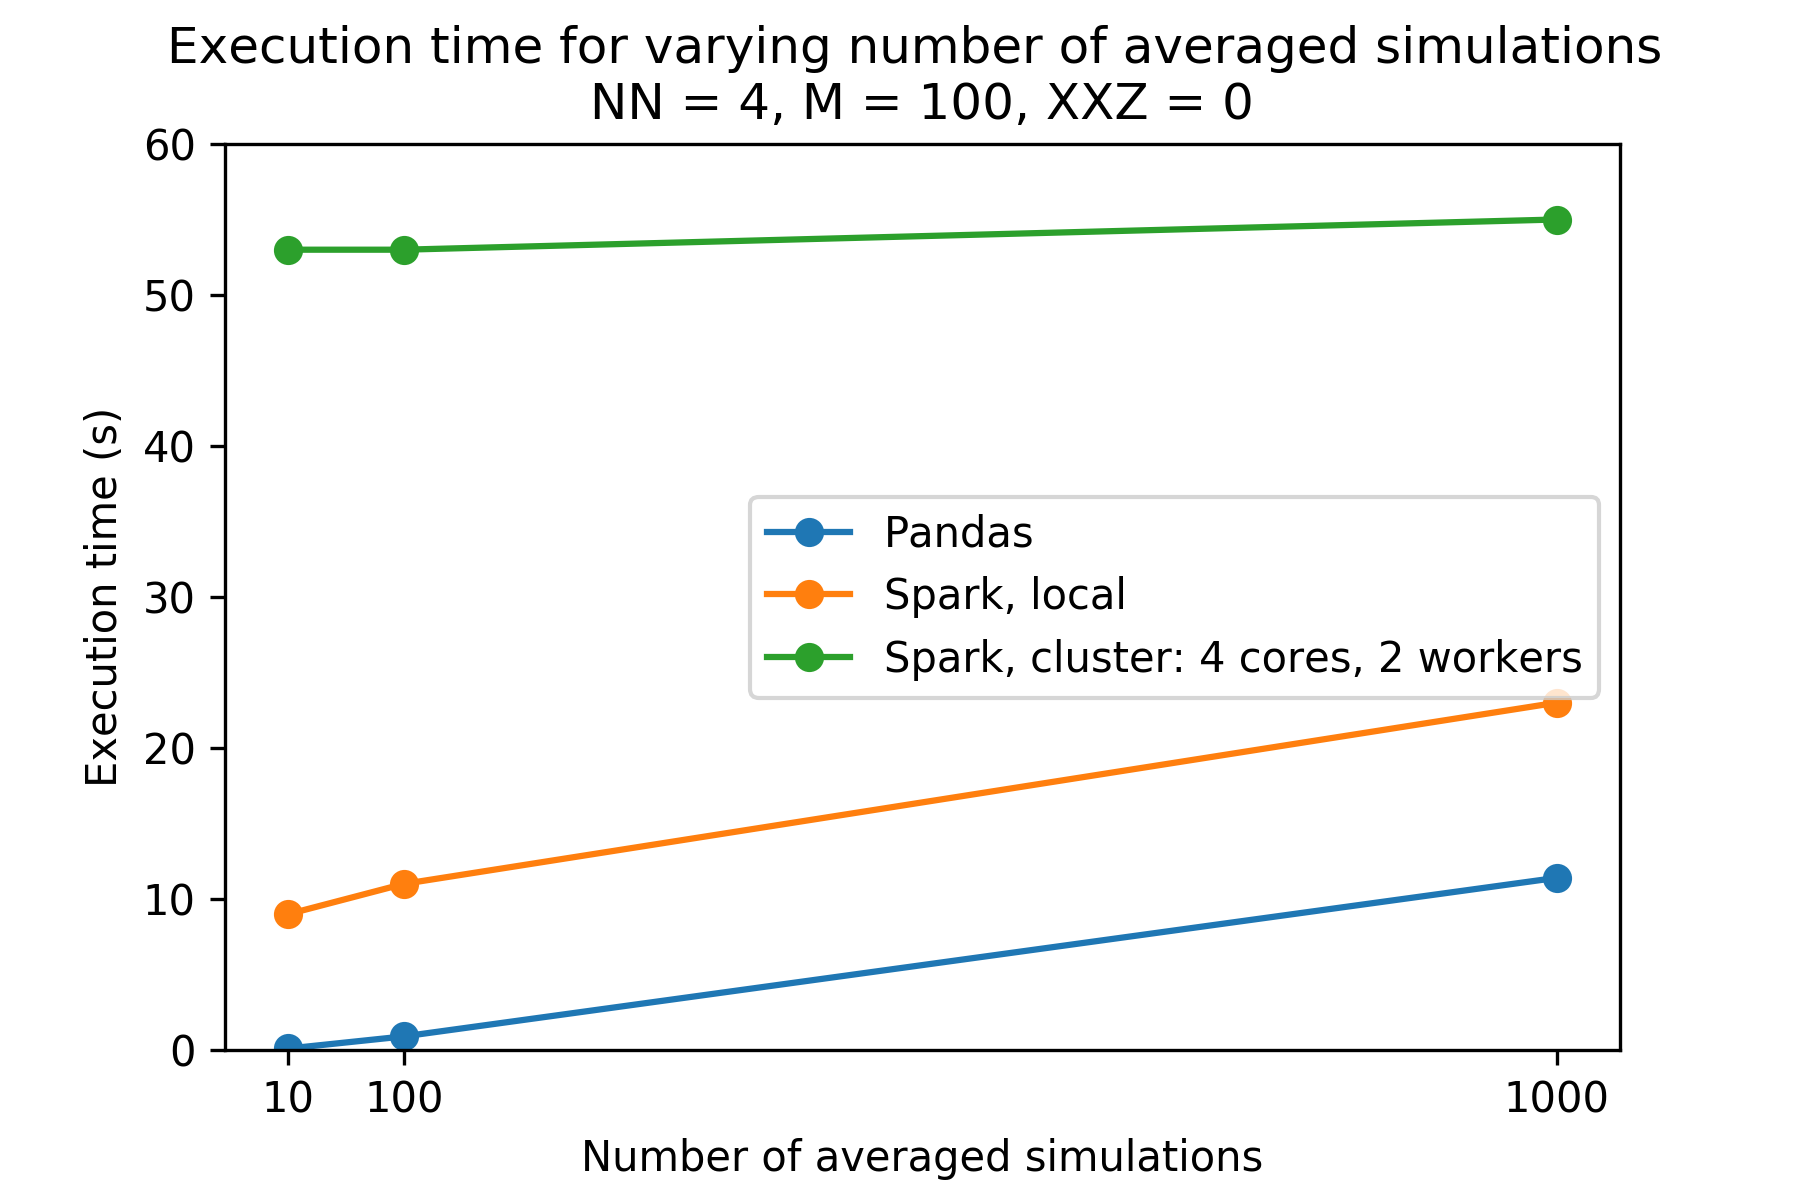 Execution time for varying number of averaged simulations
NN = 4, M = 100, XXZ = 0
60
50
40
30
20
10
0
Execution time (s)
Pandas
Spark, local
Spark, cluster: 4 cores, 2 workers
10 100 1000
Number of averaged simulations